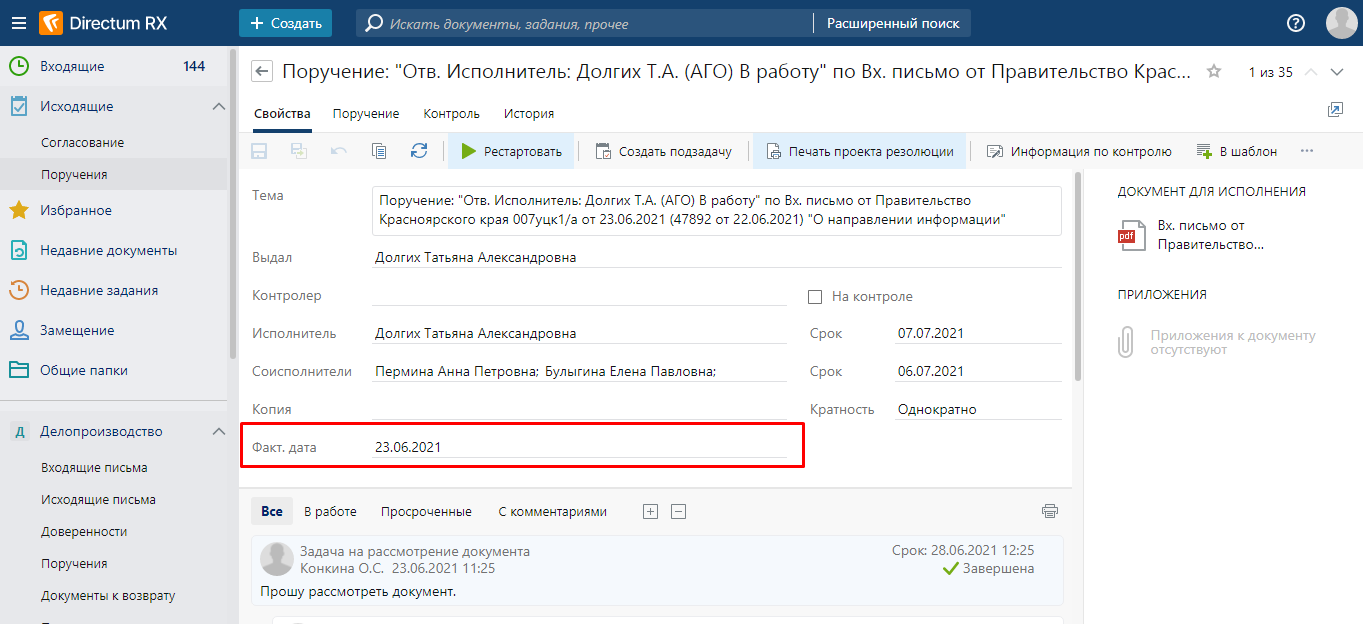 Directum RX
Создать
Искать документы, задания, прочее
Расширенный поиск
Входящие 144
Исходящие
Согласование
Поручения
Избранное
Недавние документы
Недавние задания
Замещение
Общие папки
Д Делопроизводство
Входящие письма
Исходящие письма
Доверенности
Поручения
Документы к возврату
Поручение: "Отв. Исполнитель: Долгих Т.А. (АГО) В работу" по Вх. письмо от Правительство Крас...
1 из 35
Свойства Поручение Контроль История
Рестартовать
Создать подзадачу
Печать проекта резолюции
Информация по контролю
В шаблон
Тема
Поручение: "Отв. Исполнитель: Долгих Т.А. (АГО) В работу" по Вх. письмо от Правительство
Красноярского края 007уцк1/а от 23.06.2021 (47892 от 22.06.2021) "О направлении информации"
Выдал Долгих Татьяна Александровна
Контролер На контроле
Исполнитель Долгих Татьяна Александровна Срок 07.07.2021
Соисполнители Пермина Анна Петровна; Булыгина Елена Павловна; Срок 06.07.2021
Копия Кратность Однократно
Факт. дата 23.06.2021
Все В работе Просроченные С комментариями
Задача на рассмотрение документа Срок: 28.06.2021 12:25
Конкина О.С. 23.06.2021 11:25 Завершена
Прошу рассмотреть документ.
ДОКУМЕНТ ДЛЯ ИСПОЛНЕНИЯ
pdf
Вх. письмо от
Правительство...
ПРИЛОЖЕНИЯ
Приложения к документу
отсутствуют